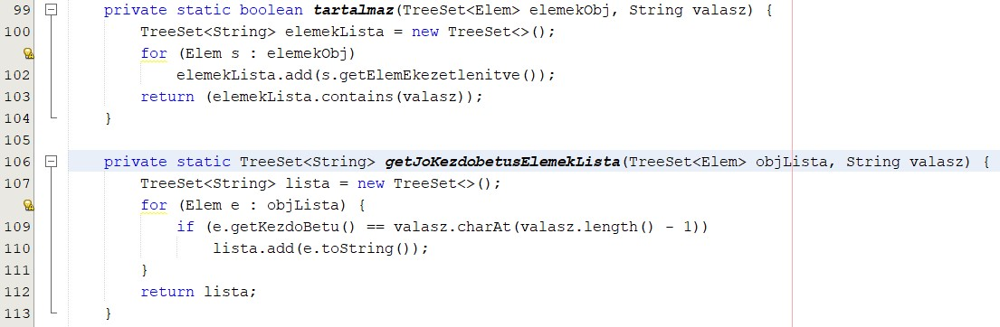 99 private static boolean tartalmaz(TreeSet<Elem> elemekObj, String valasz) {
100 TreeSet<String> elemekLista = new TreeSet<>();
for (Elem s : elemekObj)
102 elemekLista.add(s.getElemEkezetlenitve());
103 return (elemekLista.contains(valasz));
104 }
105
106 private static TreeSet<String> getJoKezdobetusElemekLista(TreeSet<Elem> objLista, String valasz) {
107 TreeSet<String> lista = new TreeSet<>();
for (Elem e : objLista) {
109 if (e.getKezdoBetu() == valasz.charAt(valasz.length() - 1))
110 lista.add(e.toString());
111 }
112 return lista;
113 }